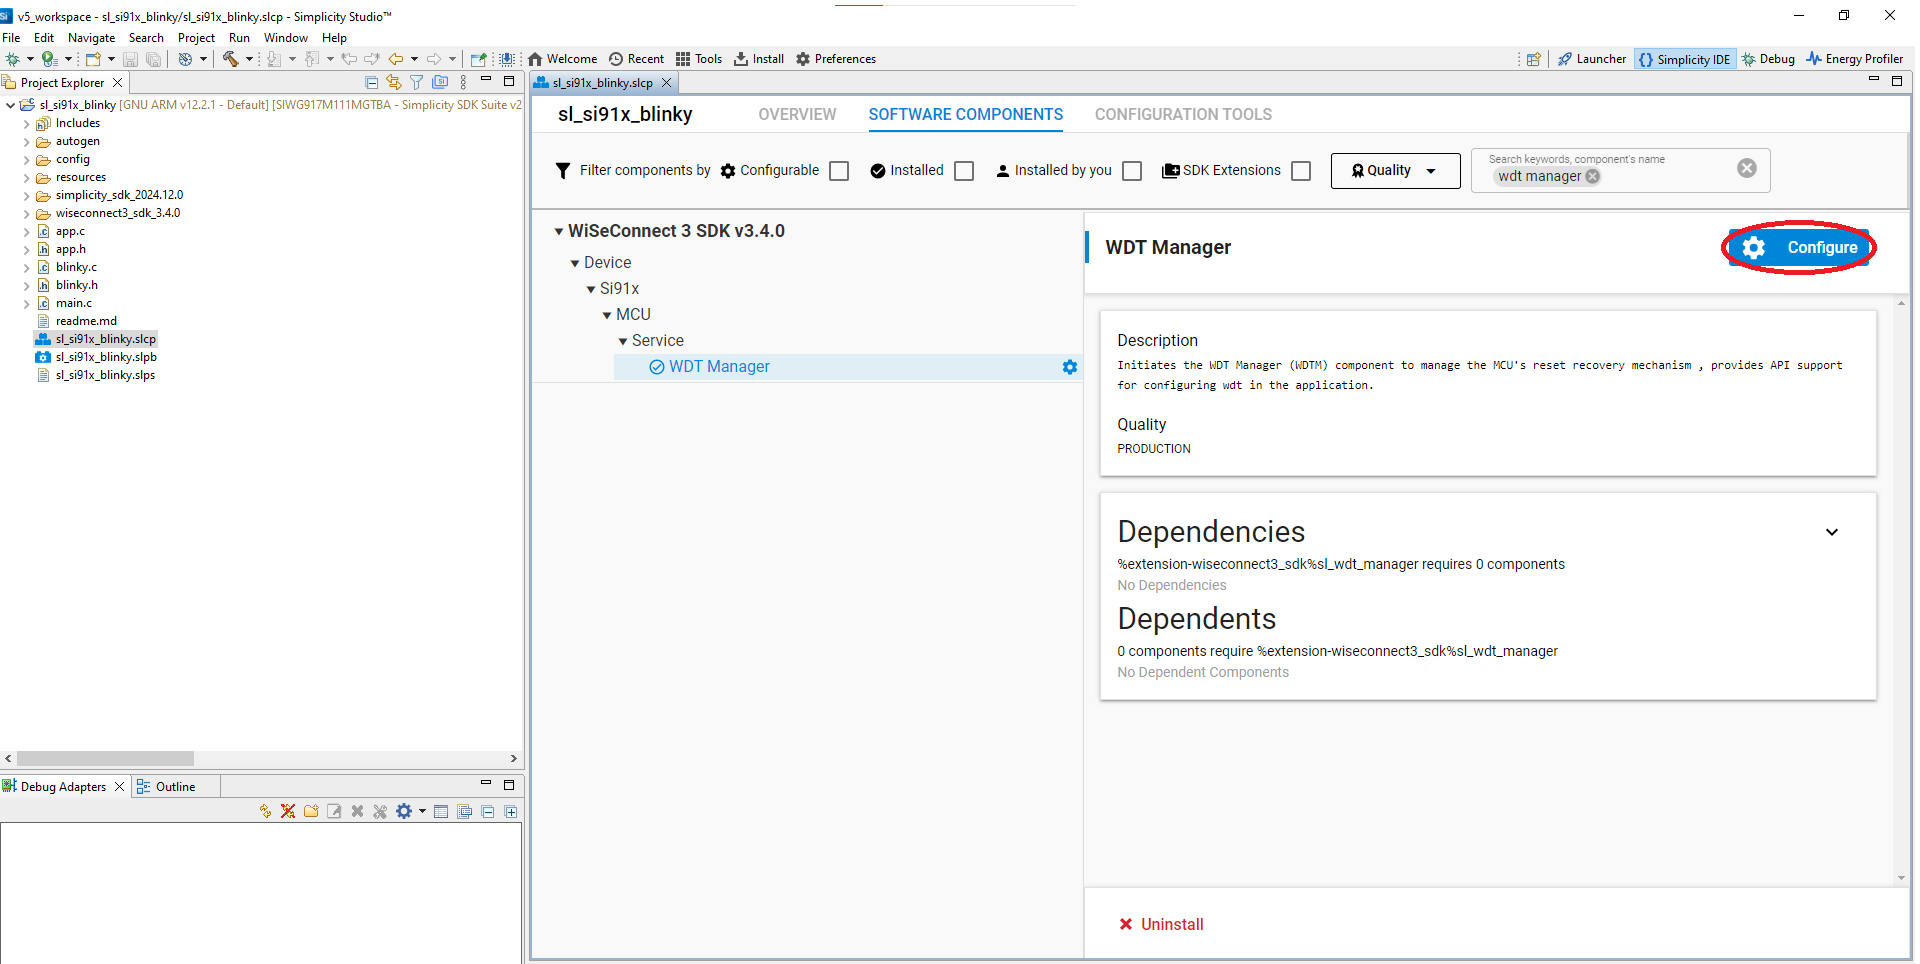 v5_workspace - sl_si91x_blinky/sl_si91x_blinky.slcp - Simplicity Studio™
File Edit Navigate Search Project Run Window Help
Welcome Recent Tools Install Preferences Launcher Simplicity IDE Debug Energy Profiler
Project Explorer
sl_si91x_blinky [GNU ARM v12.2.1 - Default] [SIWG917M111MGTBA - Simplicity SDK Suite v2
Includes
autogen
config
resources
simplicity_sdk_2024.12.0
wiseconnect3_sdk_3.4.0
app.c
app.h
blinky.c
blinky.h
main.c
readme.md
sl_si91x_blinky.slcp
sl_si91x_blinky.slpb
sl_si91x_blinky.slps
Debug Adapters Outline
sl_si91x_blinky.slcp
sl_si91x_blinky OVERVIEW SOFTWARE COMPONENTS CONFIGURATION TOOLS
Filter components by Configurable Installed Installed by you SDK Extensions Quality
Search keywords, component's name
wdt manager
WiSeConnect 3 SDK v3.4.0
Device
Si91x
MCU
Service
WDT Manager
WDT Manager Configure
Description
Initiates the WDT Manager (WDTM) component to manage the MCU's reset recovery mechanism , provides API support
for configuring wdt in the application.
Quality
PRODUCTION
Dependencies
%extension-wiseconnect3_sdk%sl_wdt_manager requires 0 components
No Dependencies
Dependents
0 components require %extension-wiseconnect3_sdk%sl_wdt_manager
No Dependent Components
Uninstall